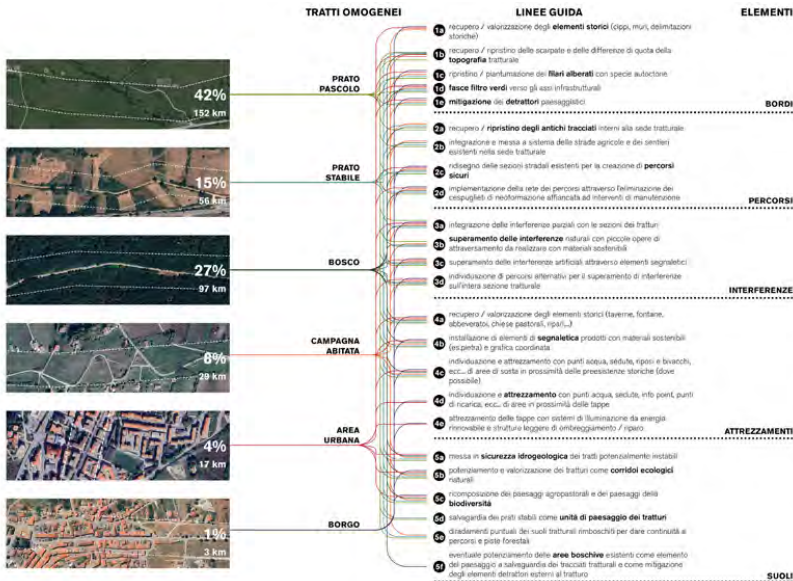 TRATTI OMOGENEI
LINEE GUIDA
ELEMENTI
42%
152 km
PRATO
PASCOLO
15%
56 km
PRATO
STABILE
27%
97 km
BOSCO
8%
29 km
CAMPAGNA
ABITATA
4%
17 km
AREA
URBANA
1%
3 km
BORGO
1a recupero / valorizzazione degli elementi storici (cippi, muri, delimitazioni
storiche)
1b recupero / ripristino delle scarpate e delle differenze di quota della
topografia tratturale
1c ripristino / piantumazione dei filari alberati con specie autoctone
1d fasce filtro verdi verso gli assi infrastrutturali
1e mitigazione dei detrattori paesaggistici
BORDI
2a recupero / ripristino degli antichi tracciati interni alla sede tratturale
2b integrazione e messa a sistema delle strade agricole e dei sentieri
esistenti nella sede tratturale
2c ridisegno delle sezioni stradali esistenti per la creazione di percorsi
sicuri
2d implementazione della rete dei percorsi attraverso l'eliminazione dei
cespuglieti di neoformazione affiancata ad interventi di manutenzione
PERCORSI
3a integrazione delle interferenze parziali con le sezioni dei tratturi
3b superamento delle interferenze naturali con piccole opere di
attraversamento da realizzare con materiali sostenibili
3c superamento delle interferenze artificiali attraverso elementi segnaletici
3d individuazione di percorsi alternativi per il superamento di interferenze
sull'intera sezione tratturale
INTERFERENZE
4a recupero / valorizzazione degli elementi storici (taverne, fontane,
abbeveratoi, chiese pastorali, ripari,...)
4b installazione di elementi di segnaletica prodotti con materiali sostenibili
(es.pietra) e grafica coordinata
4c individuazione e attrezzamento con punti acqua, sedute, riposi e bivacchi,
ecc... di aree di sosta in prossimità delle preesistenze storiche (dove
possibile)
4d individuazione e attrezzamento con punti acqua, sedute, info point, punti
di ricarica, ecc... di aree in prossimità delle tappe
4e attrezzamento delle tappe con sistemi di illuminazione da energia
rinnovabile e strutture leggere di ombreggiamento / riparo
ATTREZZAMENTI
5a messa in sicurezza idrogeologica dei tratti potenzialmente instabili
5b potenziamento e valorizzazione dei tratturi come corridoi ecologici
naturali
5c ricomposizione dei paesaggi agropastorali e dei paesaggi della
biodiversità
5d salvaguardia dei prati stabili come unità di paesaggio dei tratturi
5e diradamenti puntuali dei suoli tratturali rimboschiti per dare continuità a
percorsi e piste forestali
5f eventuale potenziamento delle aree boschive esistenti come elemento
del paesaggio a salvaguardia dei tracciati tratturali e come mitigazione
degli elementi detrattori esterni al tratturo
SUOLI